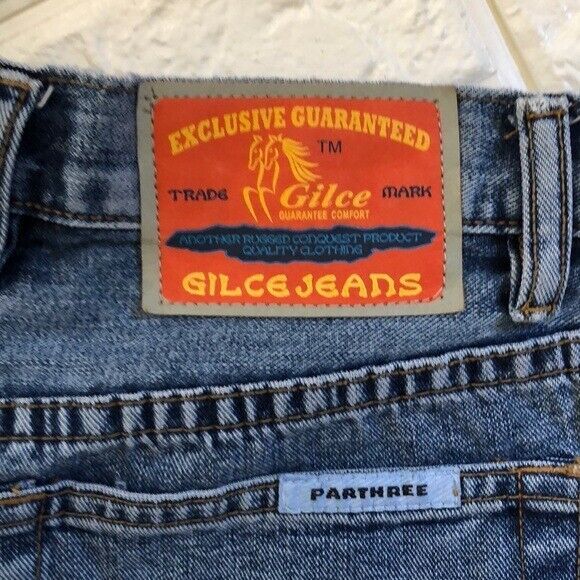 EXCLUSIVE GUARANTEED
TM
TRADE Gilce MARK
GUARANTEE COMFORT
ANOTHER RUGGED CONQUEST PRODUCT
QUALITY CLOTHING
GILCE JEANS
PARTHREE